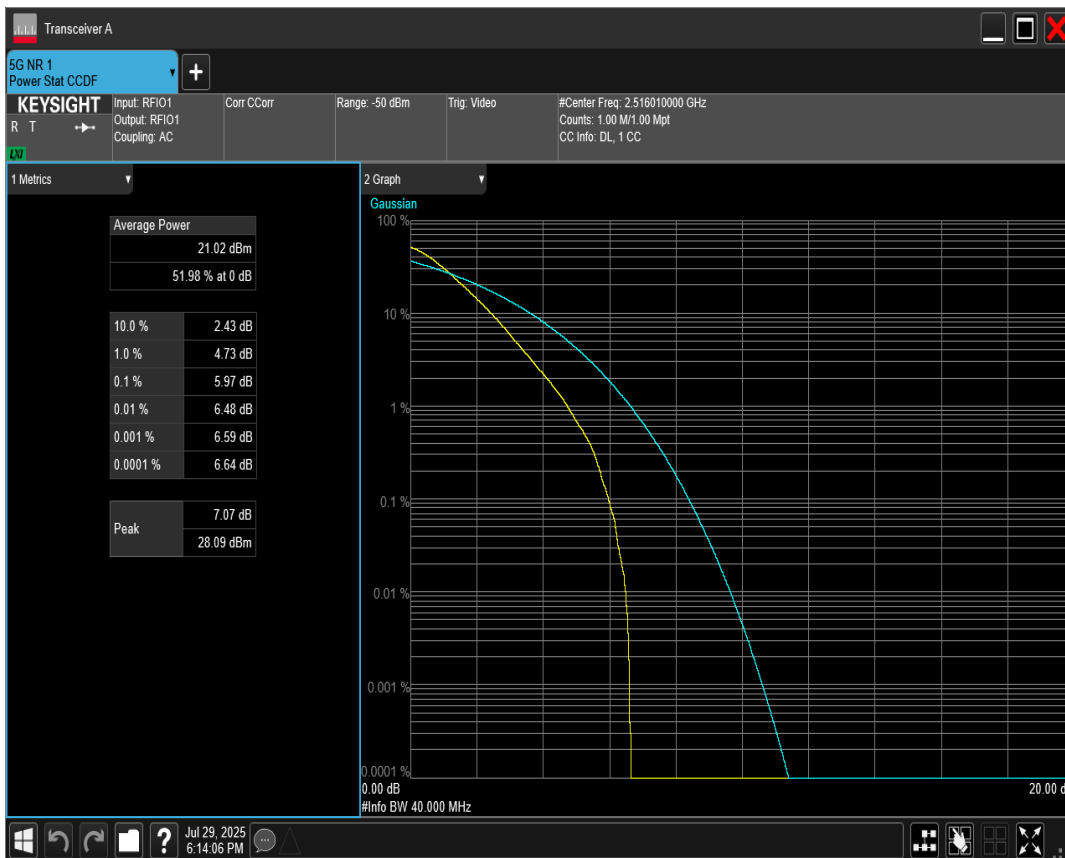 Transceiver A
5G NR 1
Power Stat CCDF
+
KEYSIGHT
R T
LXI
Input: RFIO1
Output: RFIO1
Coupling: AC
Corr CCorr
Range: -50 dBm
Trig: Video
#Center Freq: 2.516010000 GHz
Counts: 1.00 M/1.00 Mpt
CC Info: DL, 1 CC
1 Metrics
Average Power
21.02 dBm
51.98 % at 0 dB
10.0 % 2.43 dB
1.0 % 4.73 dB
0.1 % 5.97 dB
0.01 % 6.48 dB
0.001 % 6.59 dB
0.0001 % 6.64 dB
Peak
7.07 dB
28.09 dBm
2 Graph
Gaussian
100 %
10 %
1 %
0.1 %
0.01 %
0.001 %
0.0001 %
0.00 dB 20.00 d
#Info BW 40.000 MHz
?
Jul 29, 2025
6:14:06 PM